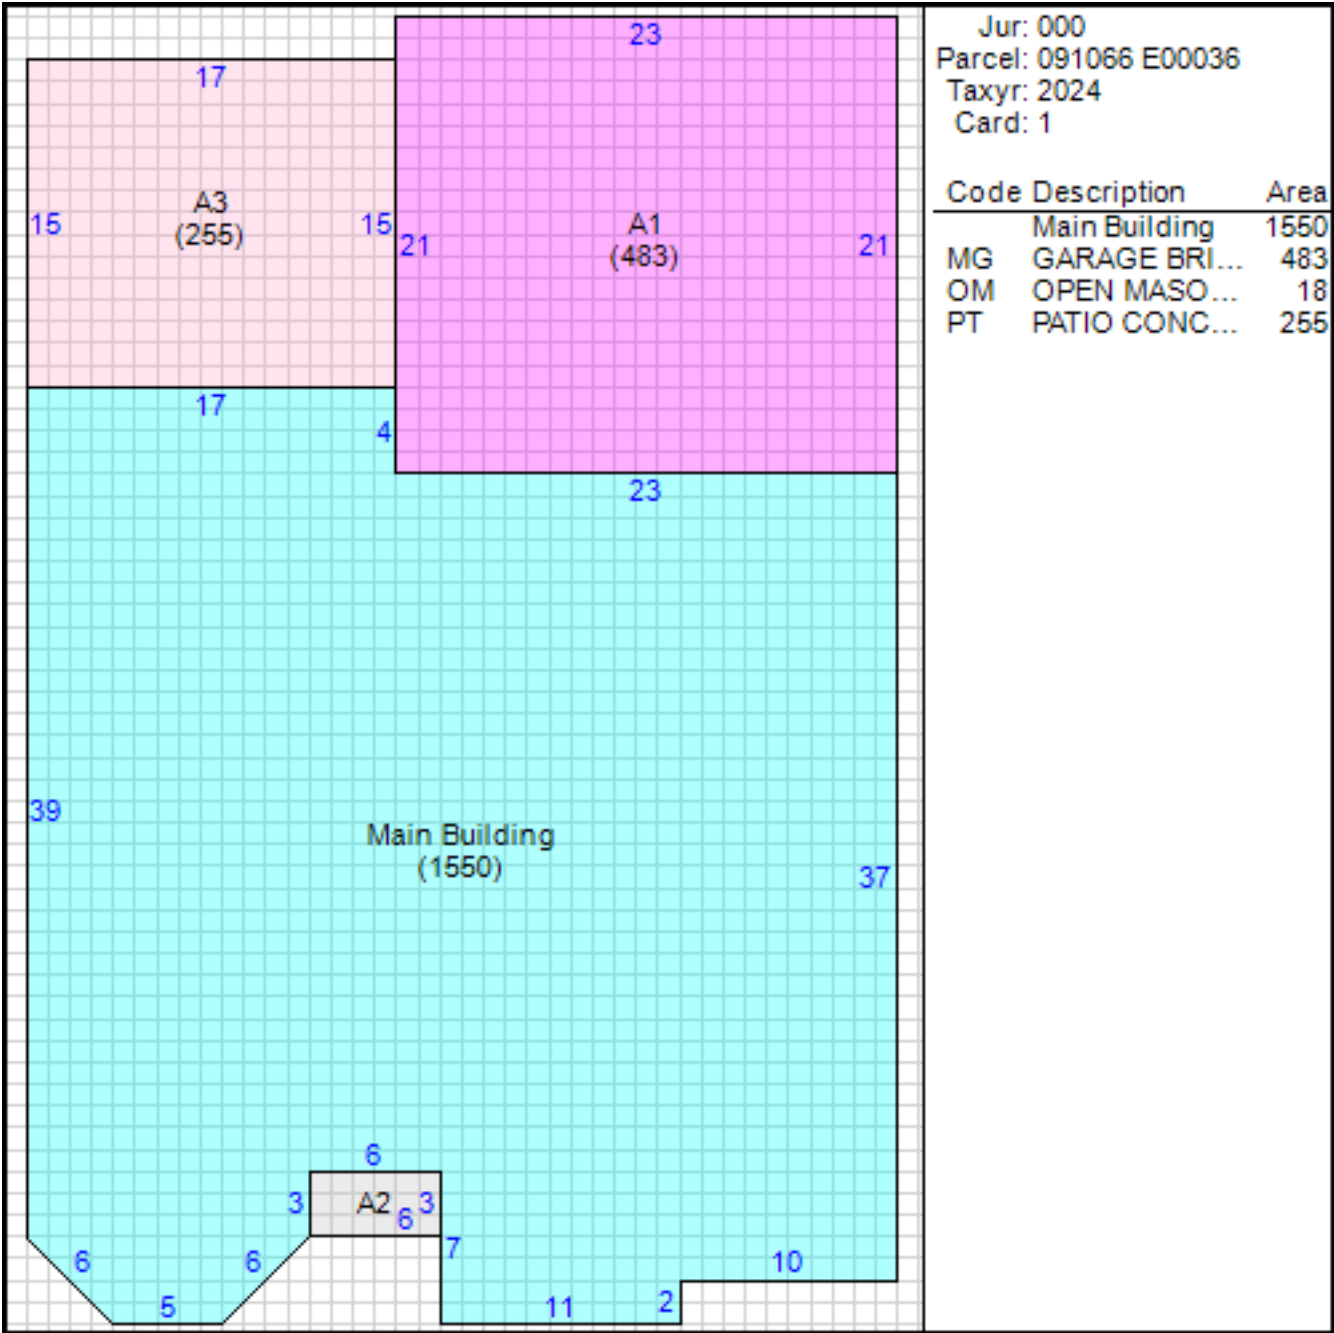 23
17
A3
(255)
15
15
A1
(483)
21
21
17
4
23
39
Main Building
(1550)
37
6
3
A2
3
6
6
6
7
10
5
11
2
Jur: 000
Parcel: 091066 E00036
Taxyr: 2024
Card: 1
Code Description Area
Main Building 1550
MG GARAGE BRI... 483
OM OPEN MASO... 18
PT PATIO CONC... 255